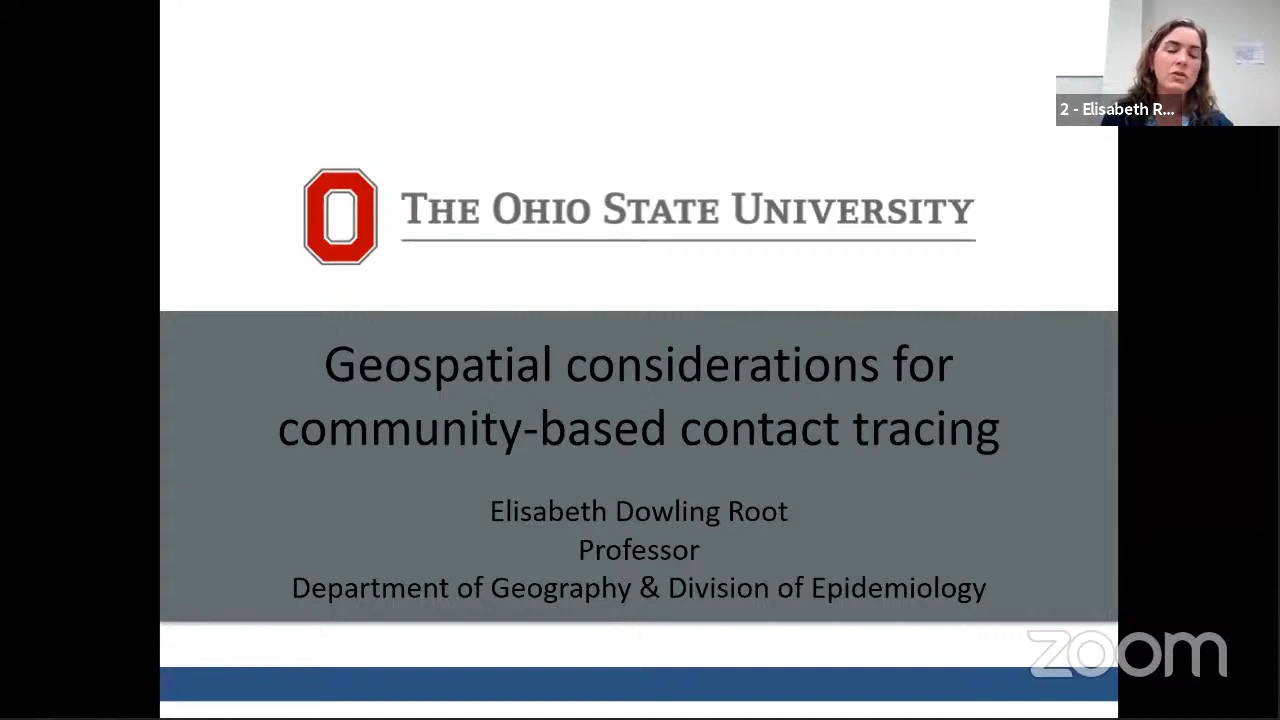 2 - Elisabeth R...
THE OHIO STATE UNIVERSITY
Geospatial considerations for
community-based contact tracing
Elisabeth Dowling Root
Professor
Department of Geography & Division of Epidemiology
zoom